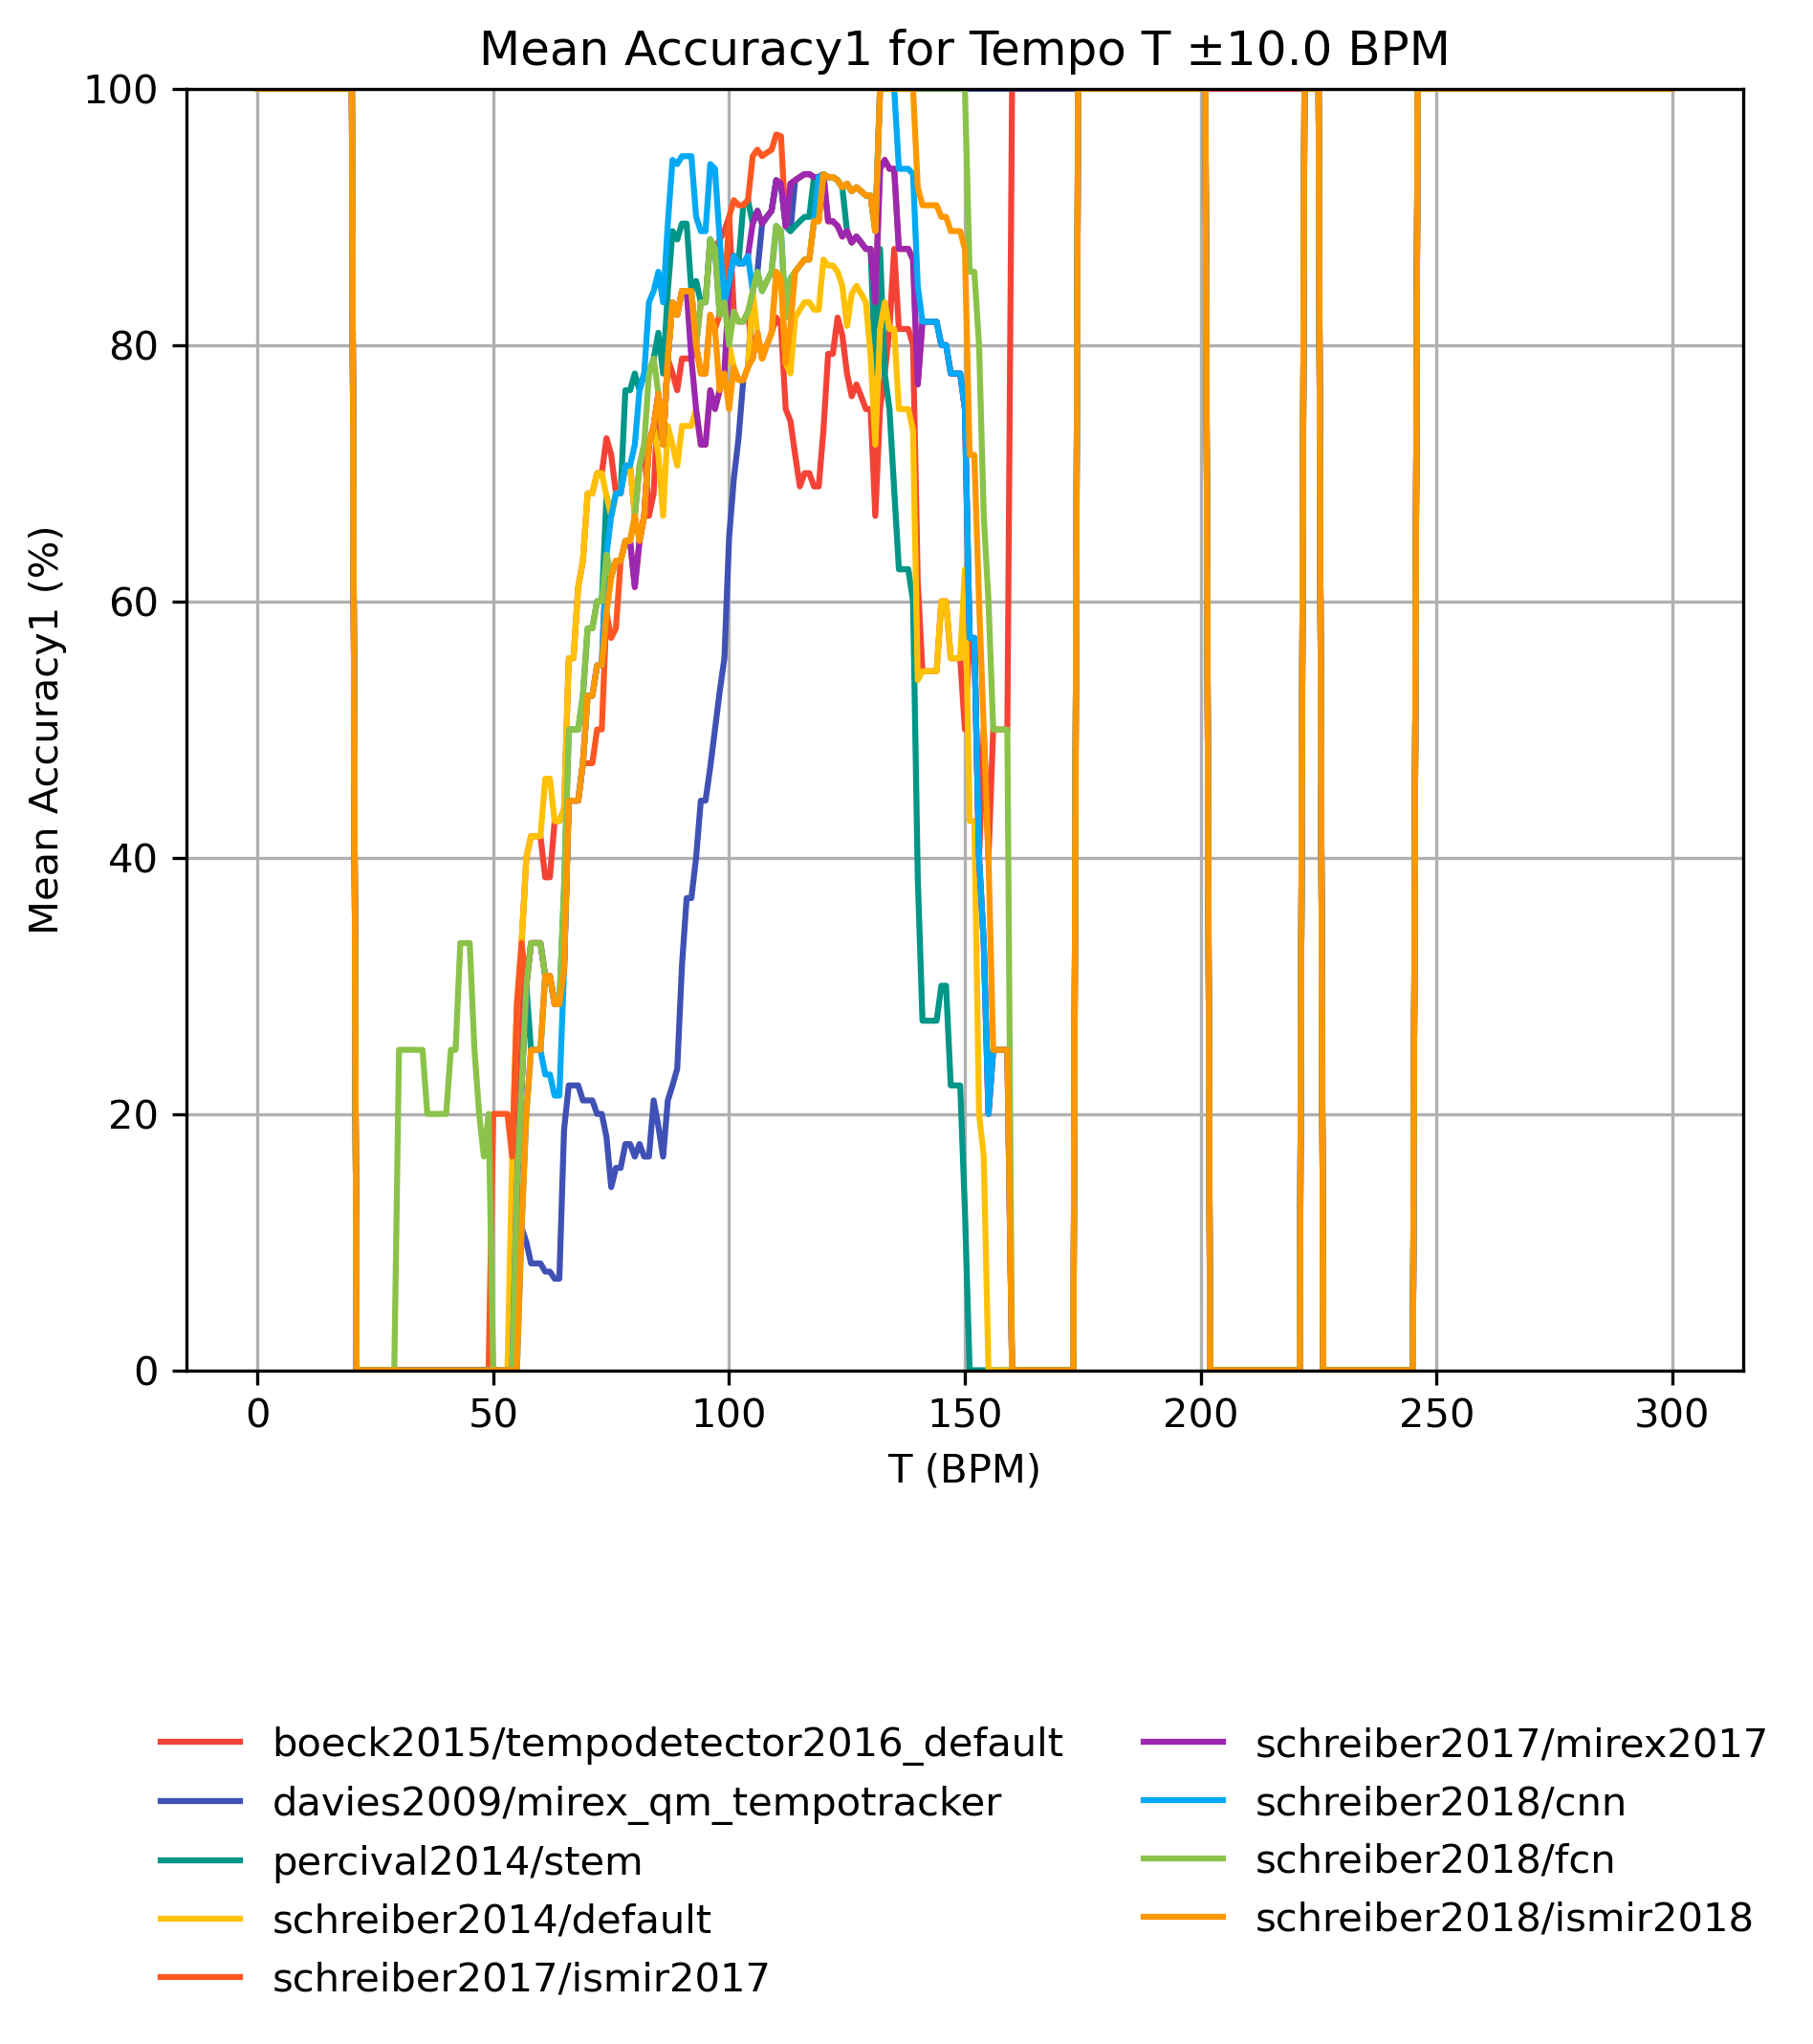 Mean Accuracy1 for Tempo T ±10.0 BPM
Mean Accuracy1 (%)
100
80
60
40
20
0
0 50 100 150 200 250 300
T (BPM)
boeck2015/tempodetector2016_default
davies2009/mirex_qm_tempotracker
percival2014/stem
schreiber2014/default
schreiber2017/ismir2017
schreiber2017/mirex2017
schreiber2018/cnn
schreiber2018/fcn
schreiber2018/ismir2018